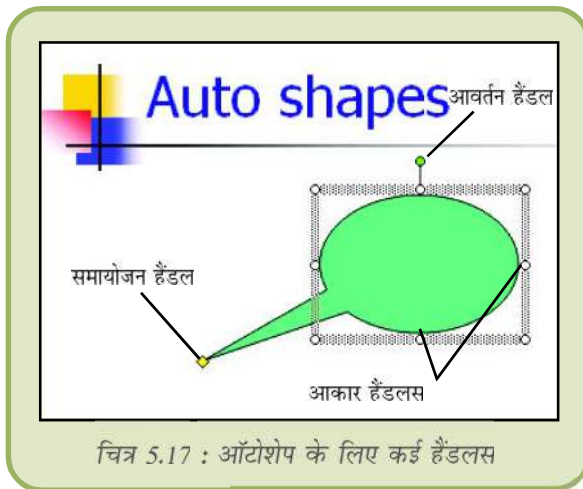 Auto shapes
आवर्तन हैंडल
समायोजन हैंडल
आकार हैंडलस
चित्र 5.17 : ऑटोशेप के लिए कई हैंडलस